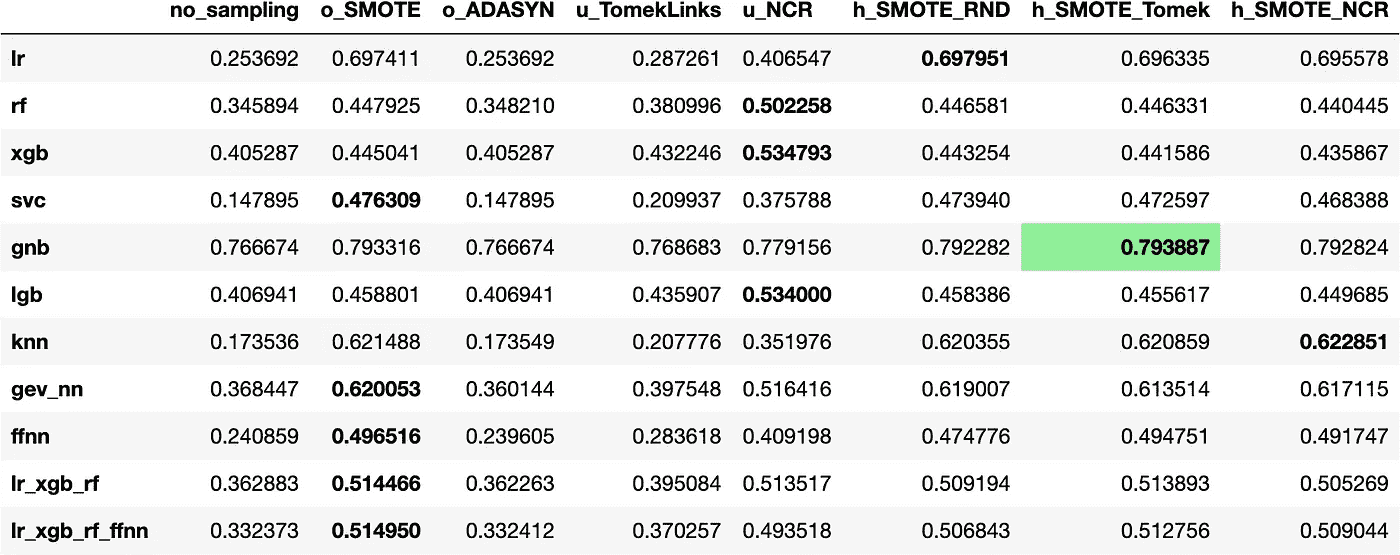 no_sampling o_SMOTE o_ADASYN u_TomekLinks u_NCR h_SMOTE_RND h_SMOTE_Tomek h_SMOTE_NCR
lr 0.253692 0.697411 0.253692 0.287261 0.406547 0.697951 0.696335 0.695578
rf 0.345894 0.447925 0.348210 0.380996 0.502258 0.446581 0.446331 0.440445
xgb 0.405287 0.445041 0.405287 0.432246 0.534793 0.443254 0.441586 0.435867
svc 0.147895 0.476309 0.147895 0.209937 0.375788 0.473940 0.472597 0.468388
gnb 0.766674 0.793316 0.766674 0.768683 0.779156 0.792282 0.793887 0.792824
lgb 0.406941 0.458801 0.406941 0.435907 0.534000 0.458386 0.455617 0.449685
knn 0.173536 0.621488 0.173549 0.207776 0.351976 0.620355 0.620859 0.622851
gev_nn 0.368447 0.620053 0.360144 0.397548 0.516416 0.619007 0.613514 0.617115
ffnn 0.240859 0.496516 0.239605 0.283618 0.409198 0.474776 0.494751 0.491747
lr_xgb_rf 0.362883 0.514466 0.362263 0.395084 0.513517 0.509194 0.513893 0.505269
lr_xgb_rf_ffnn 0.332373 0.514950 0.332412 0.370257 0.493518 0.506843 0.512756 0.509044